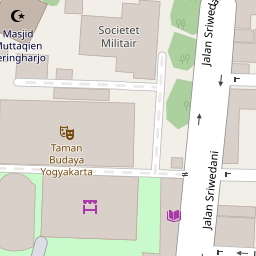 Masjid
Muttaqien
eringharjo
Societet
Militair
Jalan Sriwedani
Taman
Budaya
Yogyakarta
Jalan Sriwedani